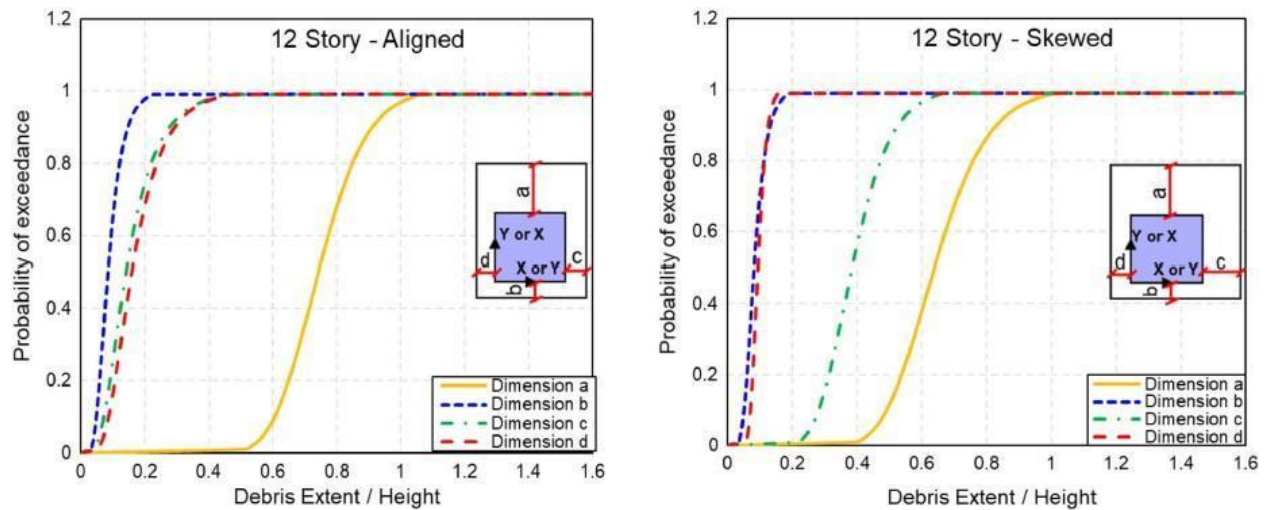 12 Story - Aligned
Probability of exceedance
1.2
1
0.8
0.6
0.4
0.2
0
0 0.2 0.4 0.6 0.8 1 1.2 1.4 1.6
Debris Extent / Height
a
Y or X
d
X or Y
c
b
Dimension a
Dimension b
Dimension c
Dimension d
12 Story - Skewed
Probability of exceedance
1.2
1
0.8
0.6
0.4
0.2
0
0 0.2 0.4 0.6 0.8 1 1.2 1.4 1.6
Debris Extent / Height
a
Y or X
d
X or Y
c
b
Dimension a
Dimension b
Dimension c
Dimension d